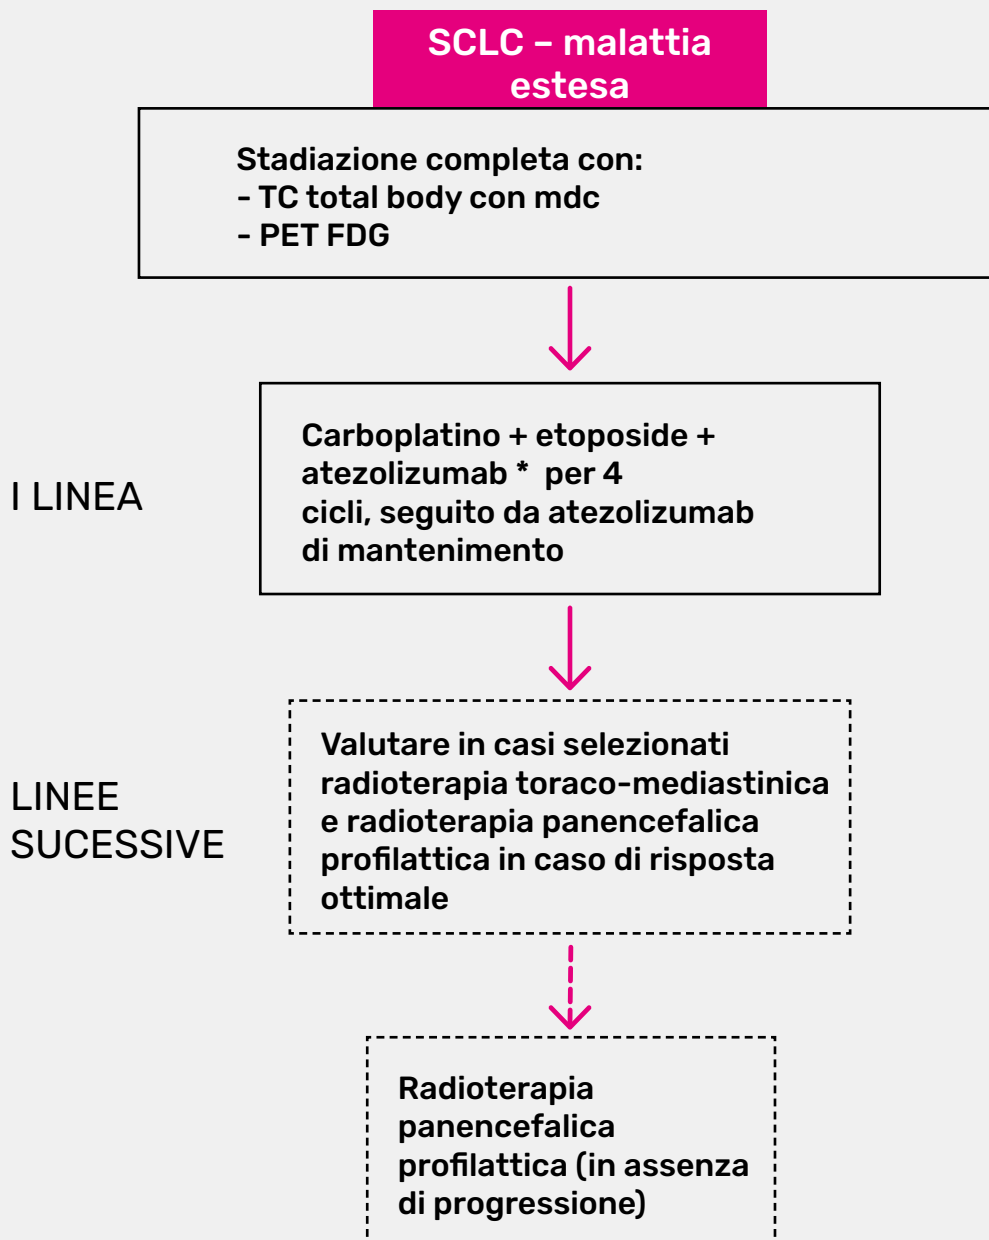 SCLC – malattia
estesa
Stadiazione completa con:
- TC total body con mdc
- PET FDG
I LINEA
Carboplatino + etoposide +
atezolizumab * per 4
cicli, seguito da atezolizumab
di mantenimento
LINEE
SUCESSIVE
Valutare in casi selezionati
radioterapia toraco-mediastinica
e radioterapia panencefalica
profilattica in caso di risposta
ottimale
Radioterapia
panencefalica
profilattica (in assenza
di progressione)